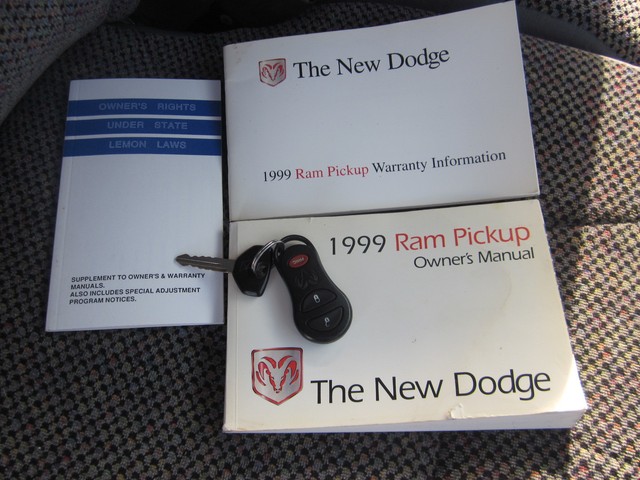 OWNER'S RIGHTS
UNDER STATE
LEMON LAWS
SUPPLEMENT TO OWNER'S & WARRANTY
MANUALS.
ALSO INCLUDES SPECIAL ADJUSTMENT
PROGRAM NOTICES.
The New Dodge
1999 Ram Pickup Warranty Information
1999 Ram Pickup
Owner's Manual
The New Dodge